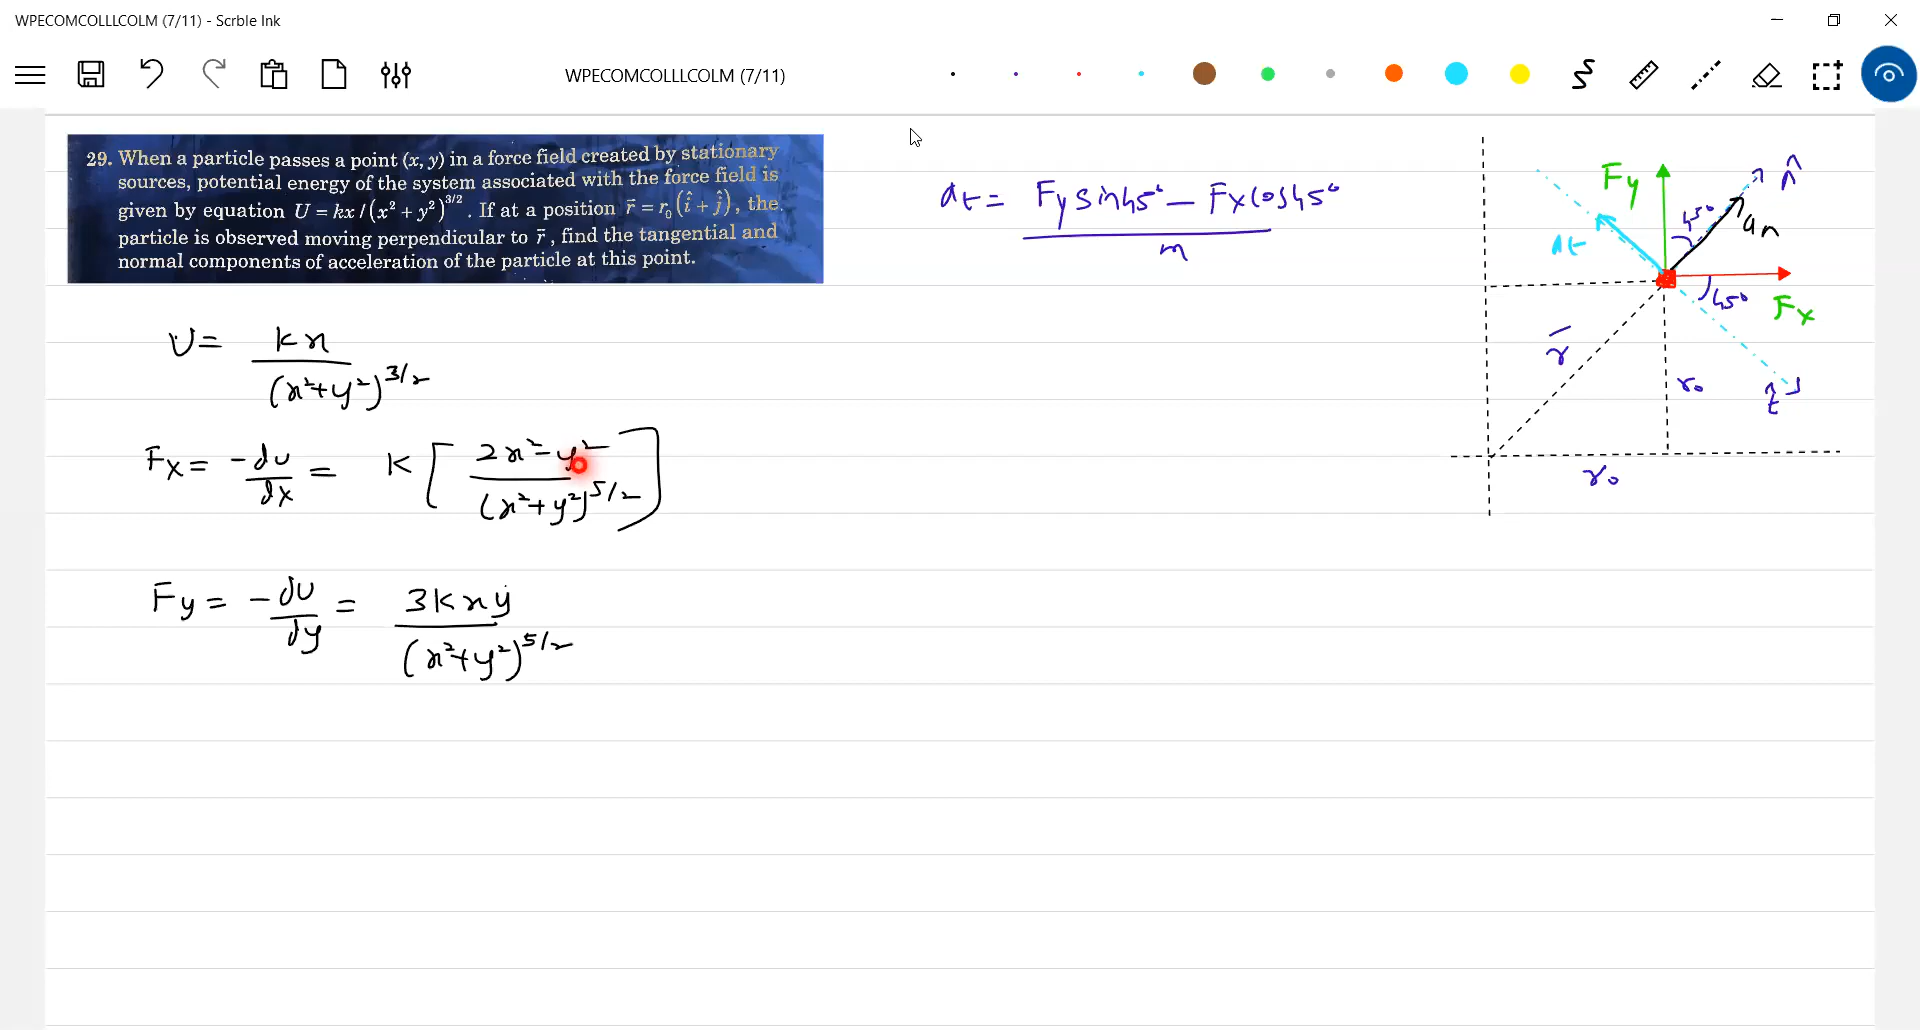 WPECOMCOLLLCOLM (7/11) - Scrble Ink
WPECOMCOLLLCOLM (7/11)
29. When a particle passes a point (x, y) in a force field created by stationary
sources, potential energy of the system associated with the force field is
given by equation U = kx / (x² + y²)^3/2. If at a position r̄ = r₀(î + ĵ), the
particle is observed moving perpendicular to r̄, find the tangential and
normal components of acceleration of the particle at this point.
at = Fy sin45° - Fx cos45°
m
U = kx
(x²+y²)^3/2
Fx = -du/dx = K [ 2x²-y² / (x²+y²)^5/2 ]
Fy = -du/dy = 3Kxy / (x²+y²)^5/2
Fy
n̂
45°
an
at
45°
Fx
r̄
r₀
t̂
r₀